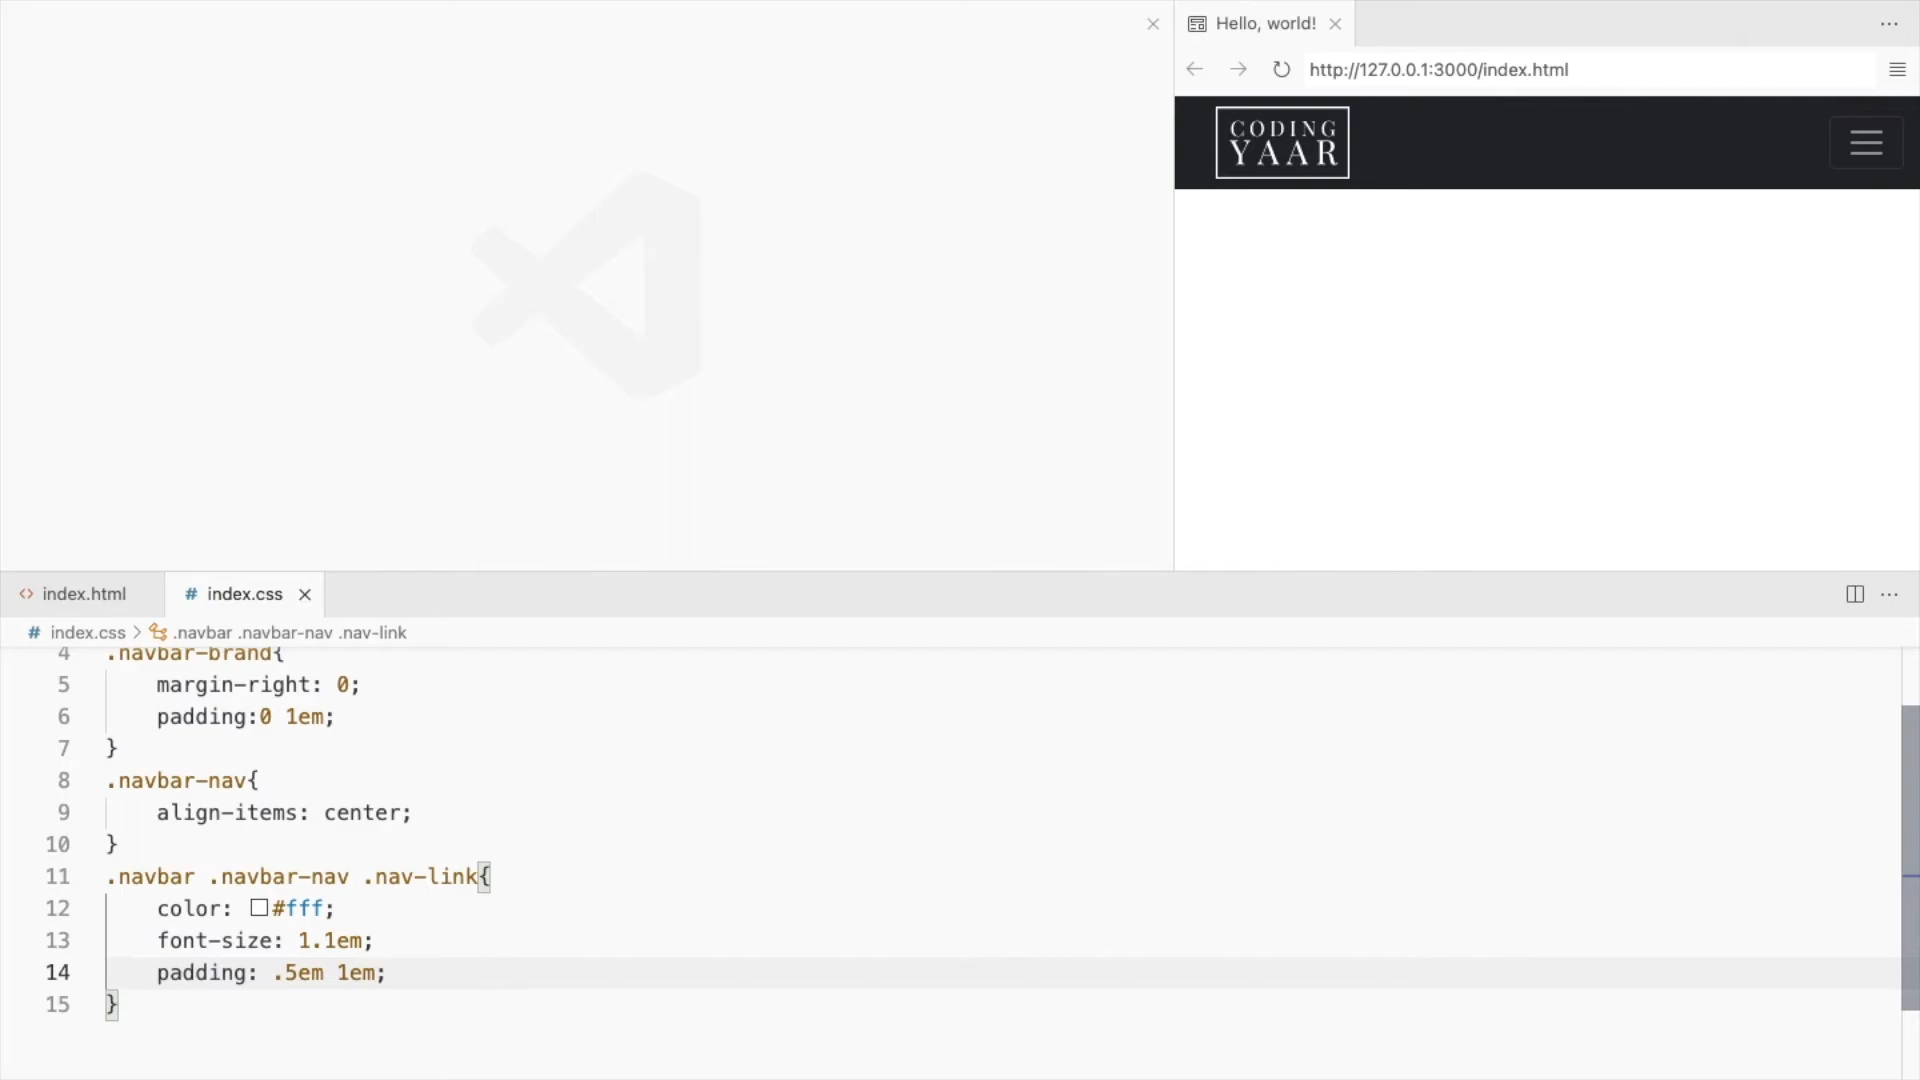 Hello, world!
http://127.0.0.1:3000/index.html
CODING
YAAR
index.html
# index.css
# index.css > .navbar .navbar-nav .nav-link
4 .navbar-brand{
5 margin-right: 0;
6 padding:0 1em;
7 }
8 .navbar-nav{
9 align-items: center;
10 }
11 .navbar .navbar-nav .nav-link{
12 color: #fff;
13 font-size: 1.1em;
14 padding: .5em 1em;
15 }